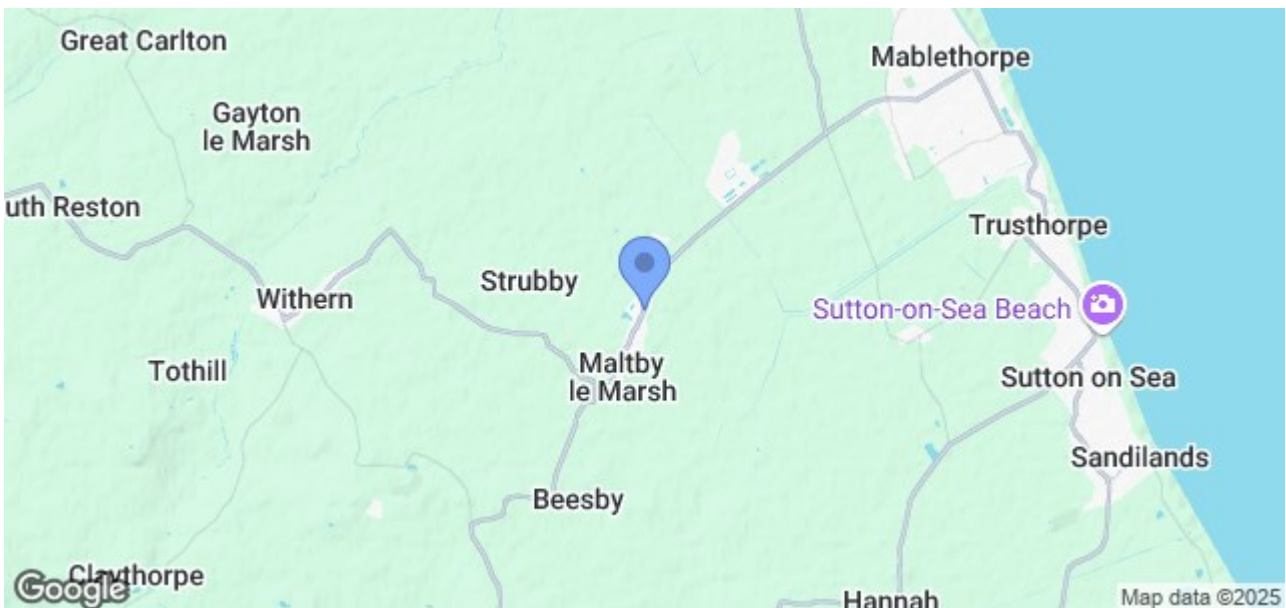 Great Carlton
Mablethorpe
Gayton
le Marsh
uth Reston
Trusthorpe
Strubby
Withern
Sutton-on-Sea Beach
Maltby
le Marsh
Tothill
Sutton on Sea
Sandilands
Beesby
Claythorpe
Google
Hannah
Map data ©2025